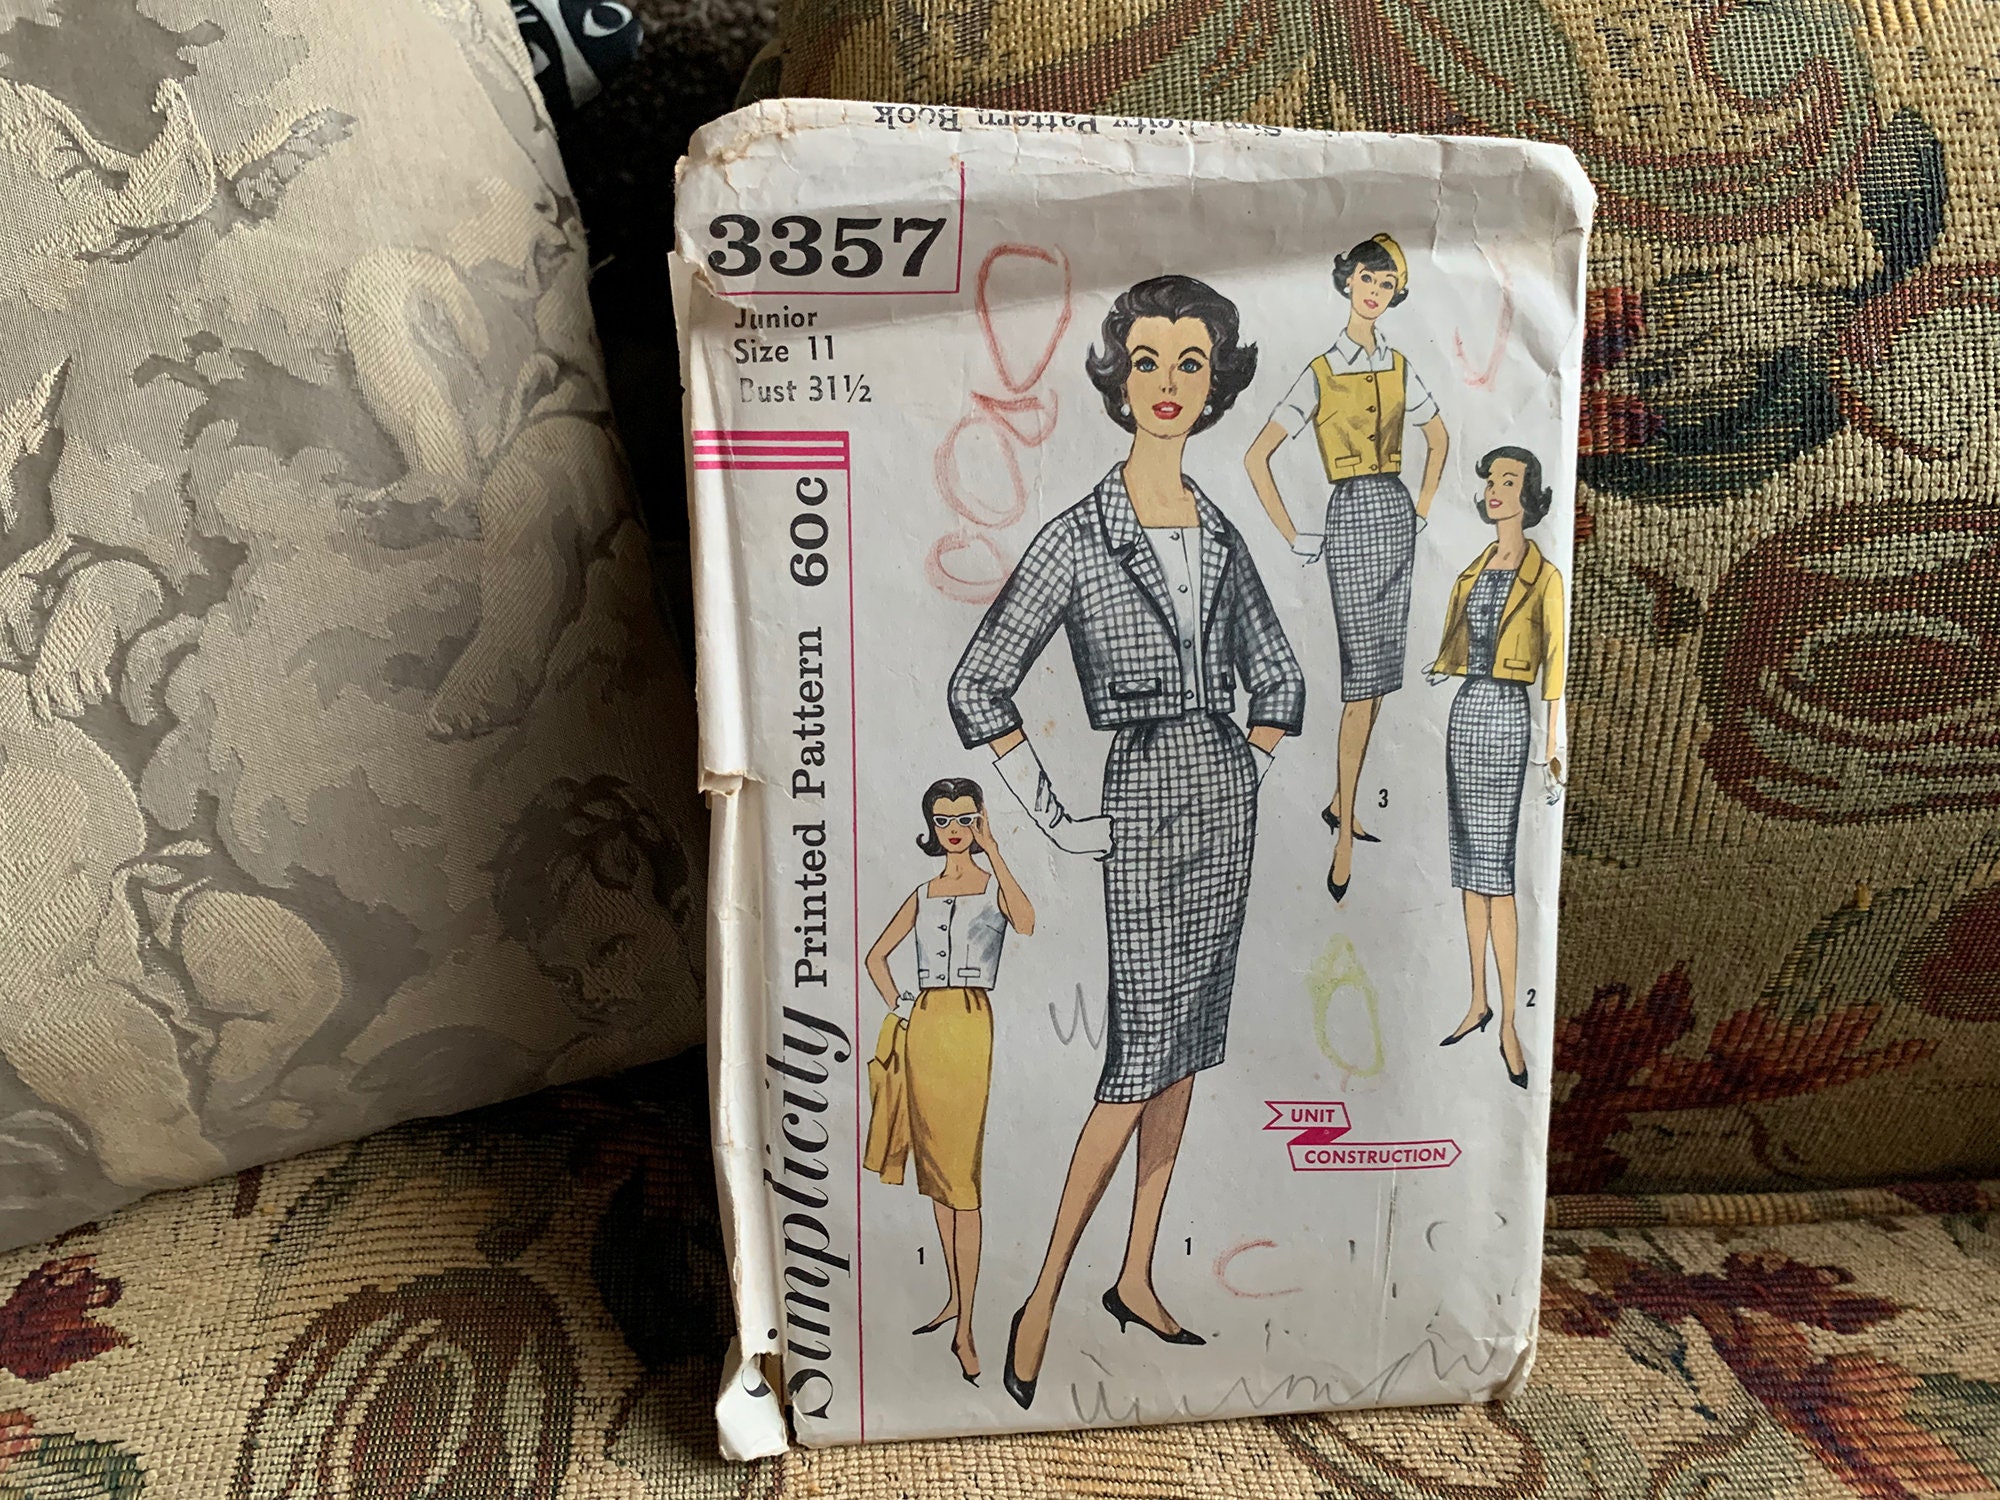 Simplicity Pattern Book
3357
Junior
Size 11
Bust 31½
Simplicity Printed Pattern 60c
3
2
1
1
UNIT
CONSTRUCTION